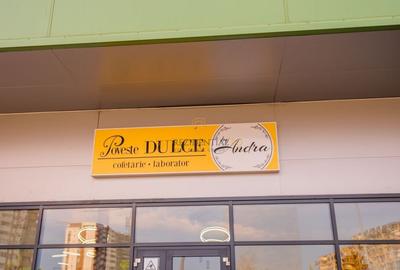 Poveste DULCE
by Andra
cofetărie • laborator